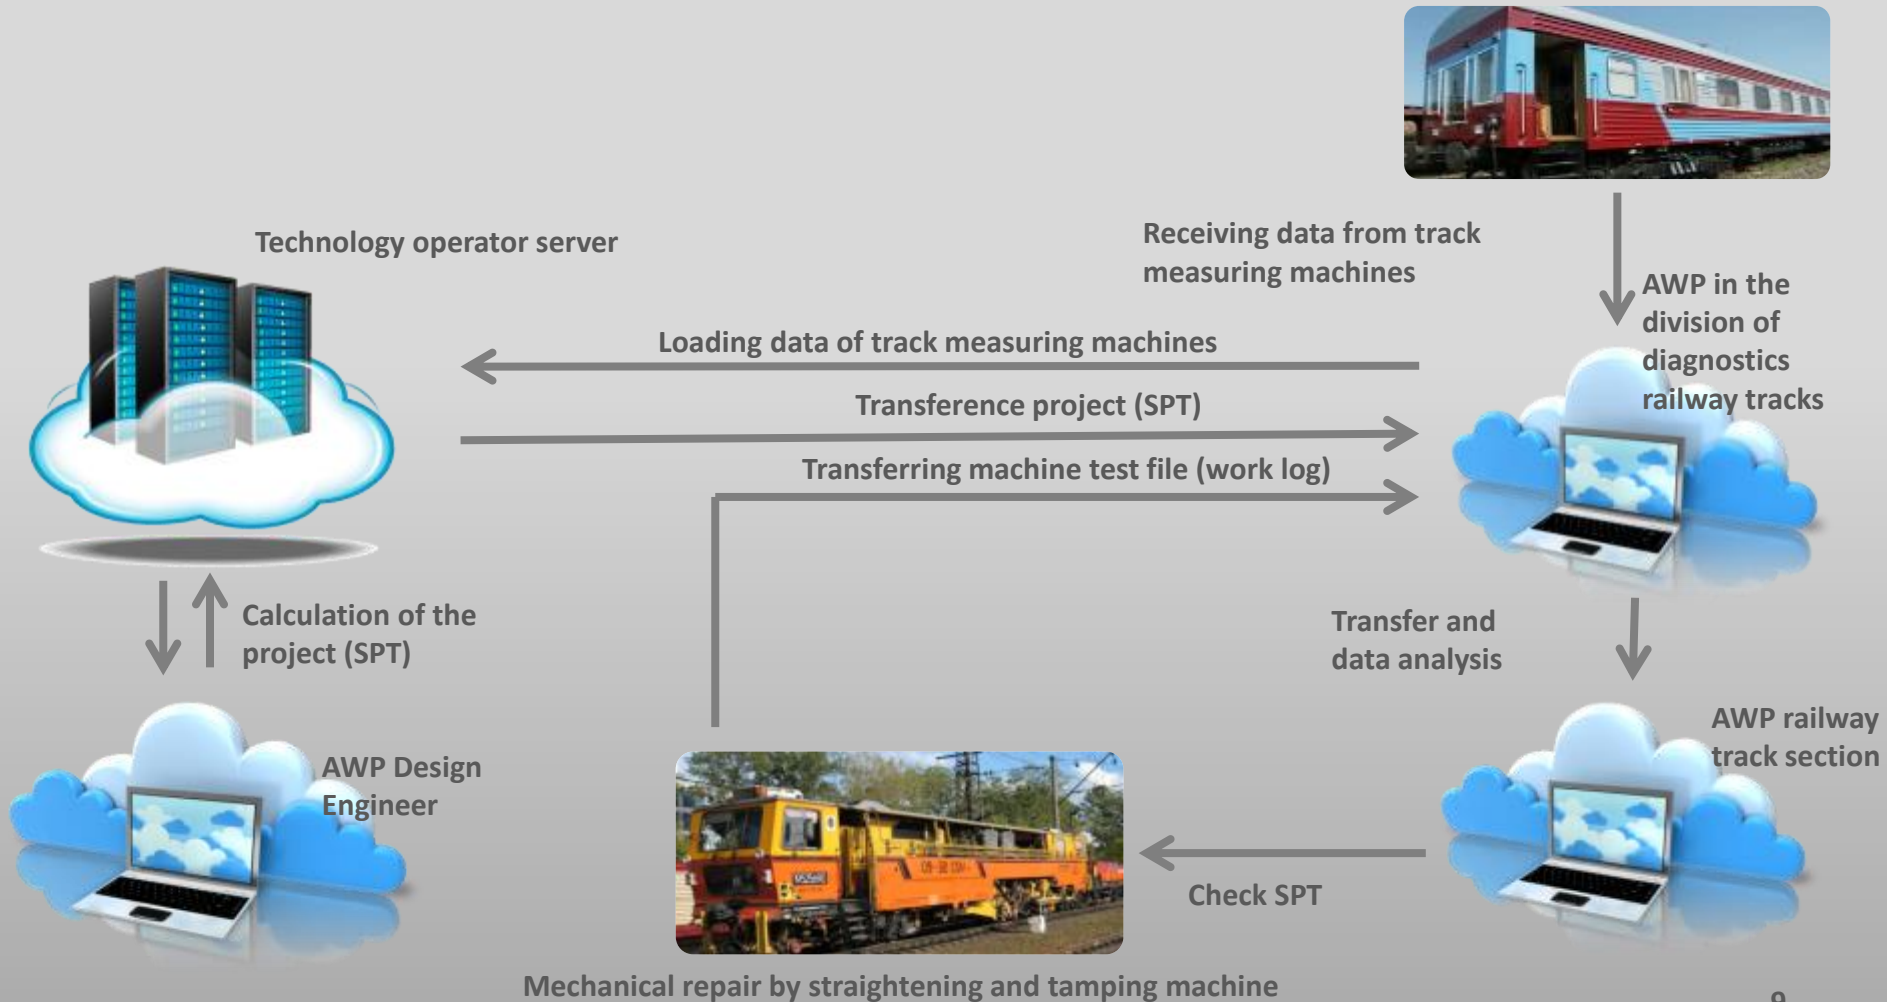 Technology operator server
Receiving data from track
measuring machines
AWP in the
division of
diagnostics
railway tracks
Loading data of track measuring machines
Transference project (SPT)
Transferring machine test file (work log)
Calculation of the
project (SPT)
Transfer and
data analysis
AWP Design
Engineer
AWP railway
track section
Check SPT
Mechanical repair by straightening and tamping machine
9